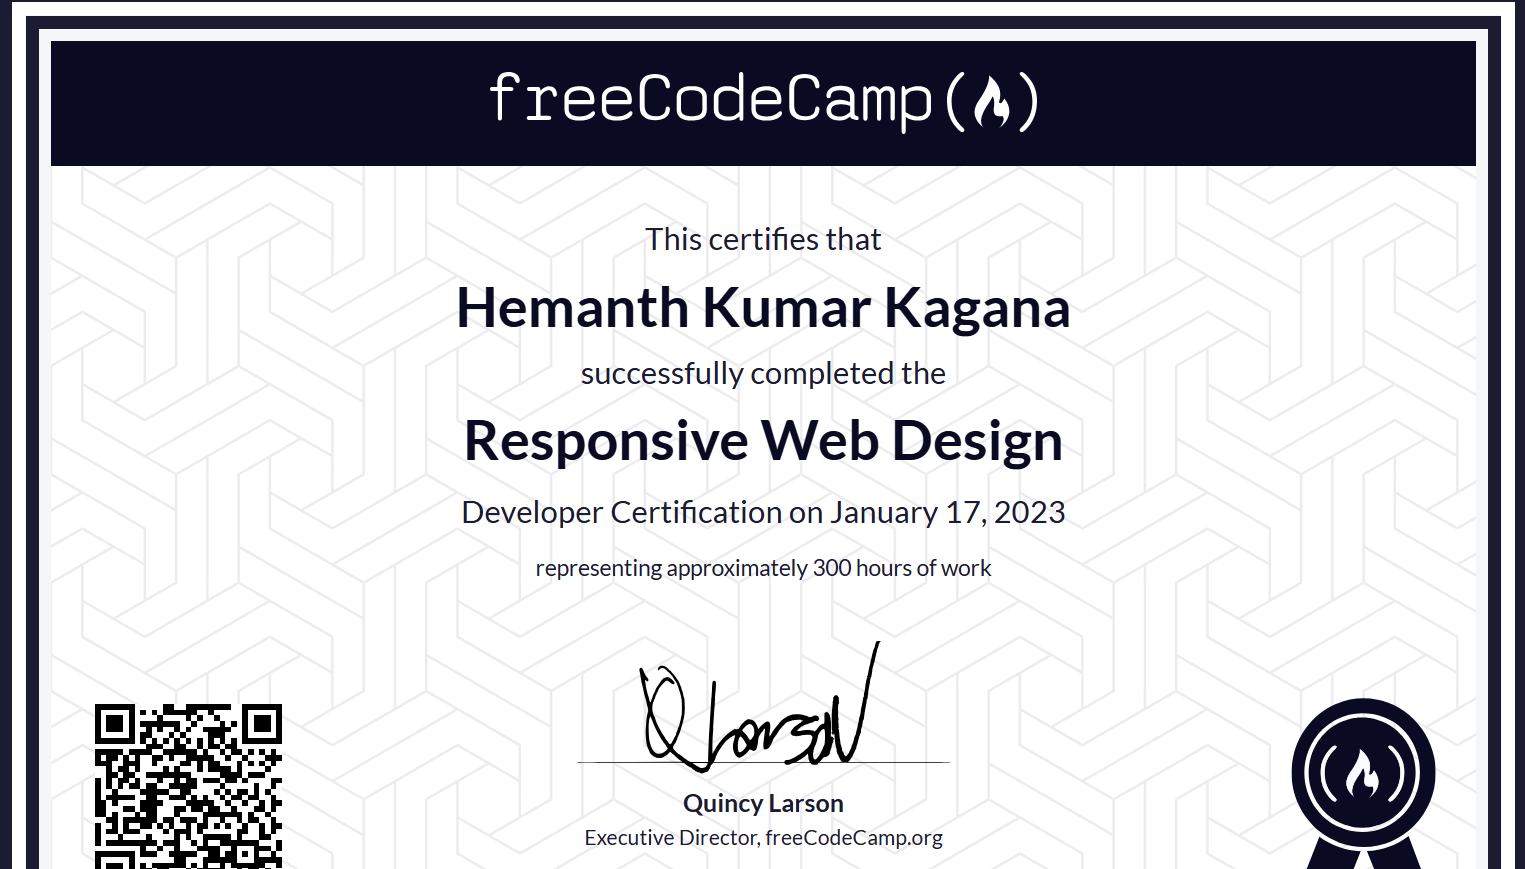 freeCodeCamp
This certifies that
Hemanth Kumar Kagana
successfully completed the
Responsive Web Design
Developer Certification on January 17, 2023
representing approximately 300 hours of work
Q Larson
Quincy Larson
Executive Director, freeCodeCamp.org